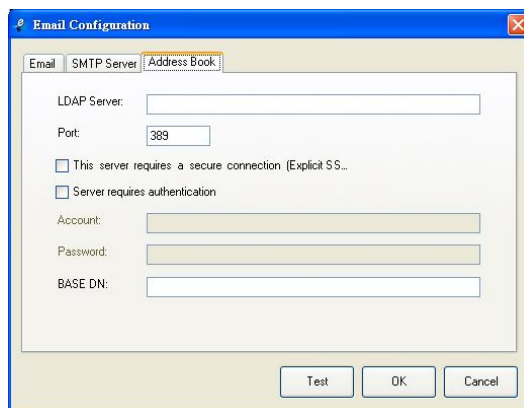 Email Configuration
Email SMTP Server Address Book
LDAP Server:
Port: 389
This server requires a secure connection (Explicit SS...
Server requires authentication
Account:
Password:
BASE DN:
Test OK Cancel